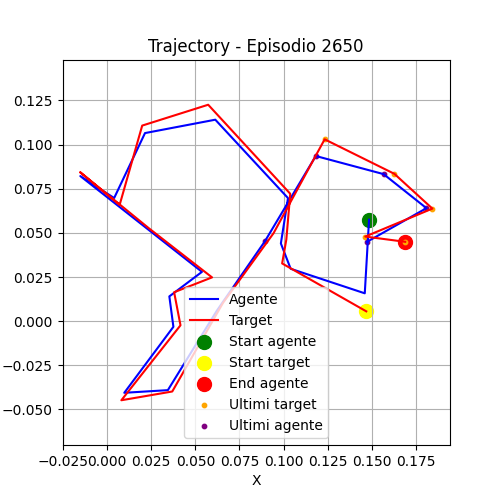 Trajectory - Episodio 2650
0.125
0.100
0.075
0.050
0.025
0.000
−0.025
−0.050
−0.025 0.000 0.025 0.050 0.075 0.100 0.125 0.150 0.175
X
Agente
Target
Start agente
Start target
End agente
Ultimi target
Ultimi agente